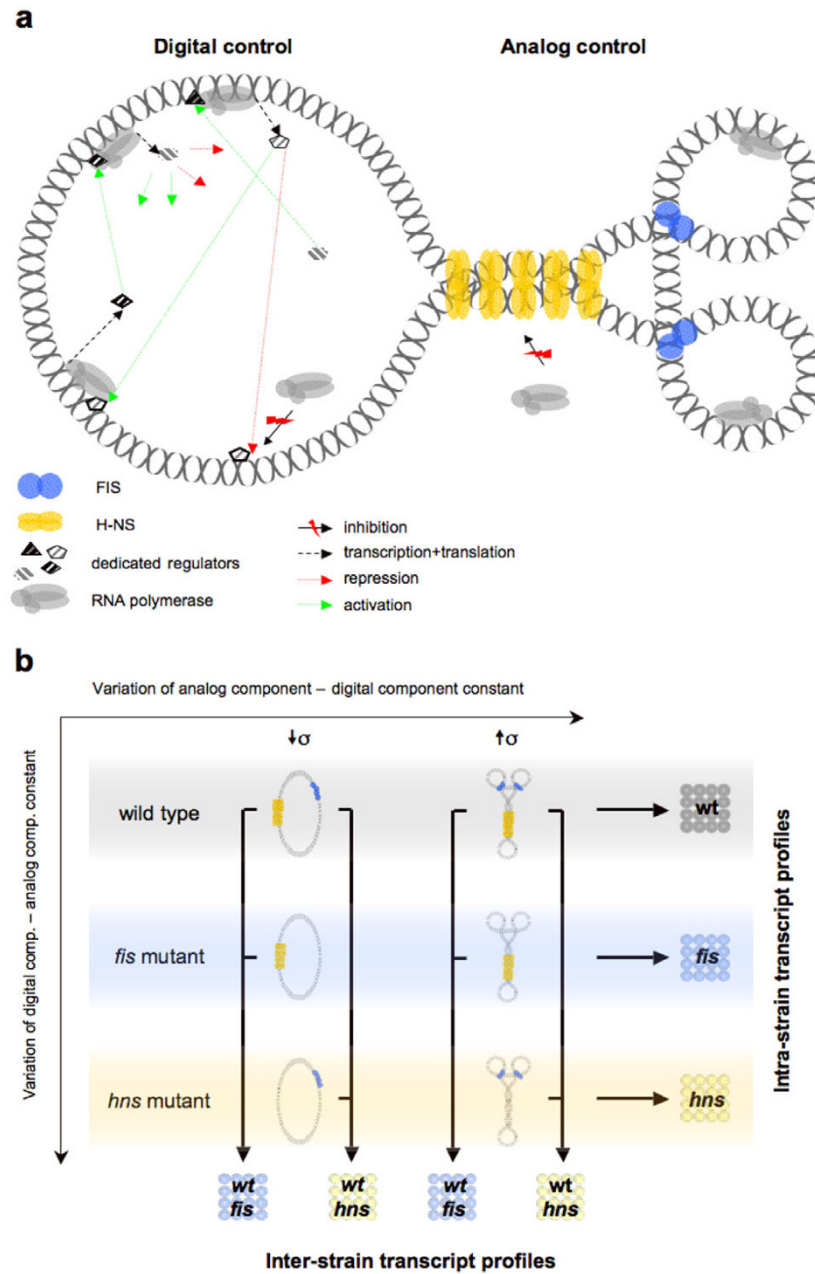 a
Digital control
Analog control
FIS
H-NS
dedicated regulators
RNA polymerase
inhibition
transcription+translation
repression
activation
b
Variation of analog component – digital component constant
Variation of digital comp. – analog comp. constant
↓σ
↑σ
wild type
wt
fis mutant
fis
hns mutant
hns
Intra-strain transcript profiles
wt
fis
wt
hns
wt
fis
wt
hns
Inter-strain transcript profiles